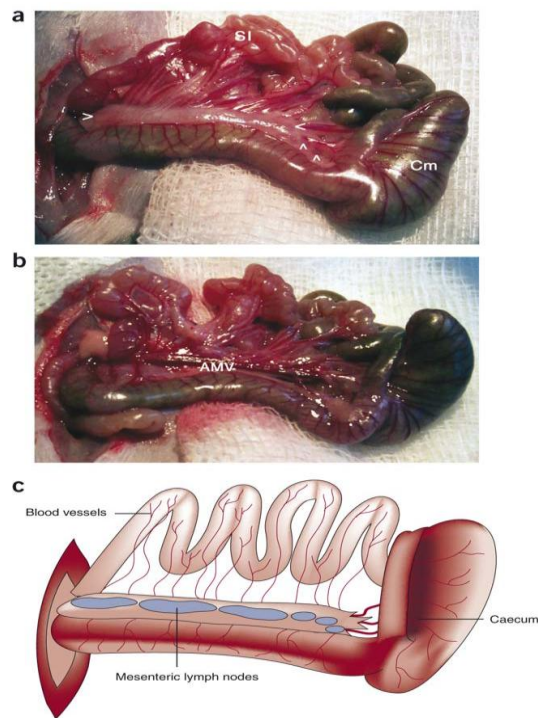 a
SI
>
<
^
^
Cm
b
AMV
c
Blood vessels
Caecum
Mesenteric lymph nodes